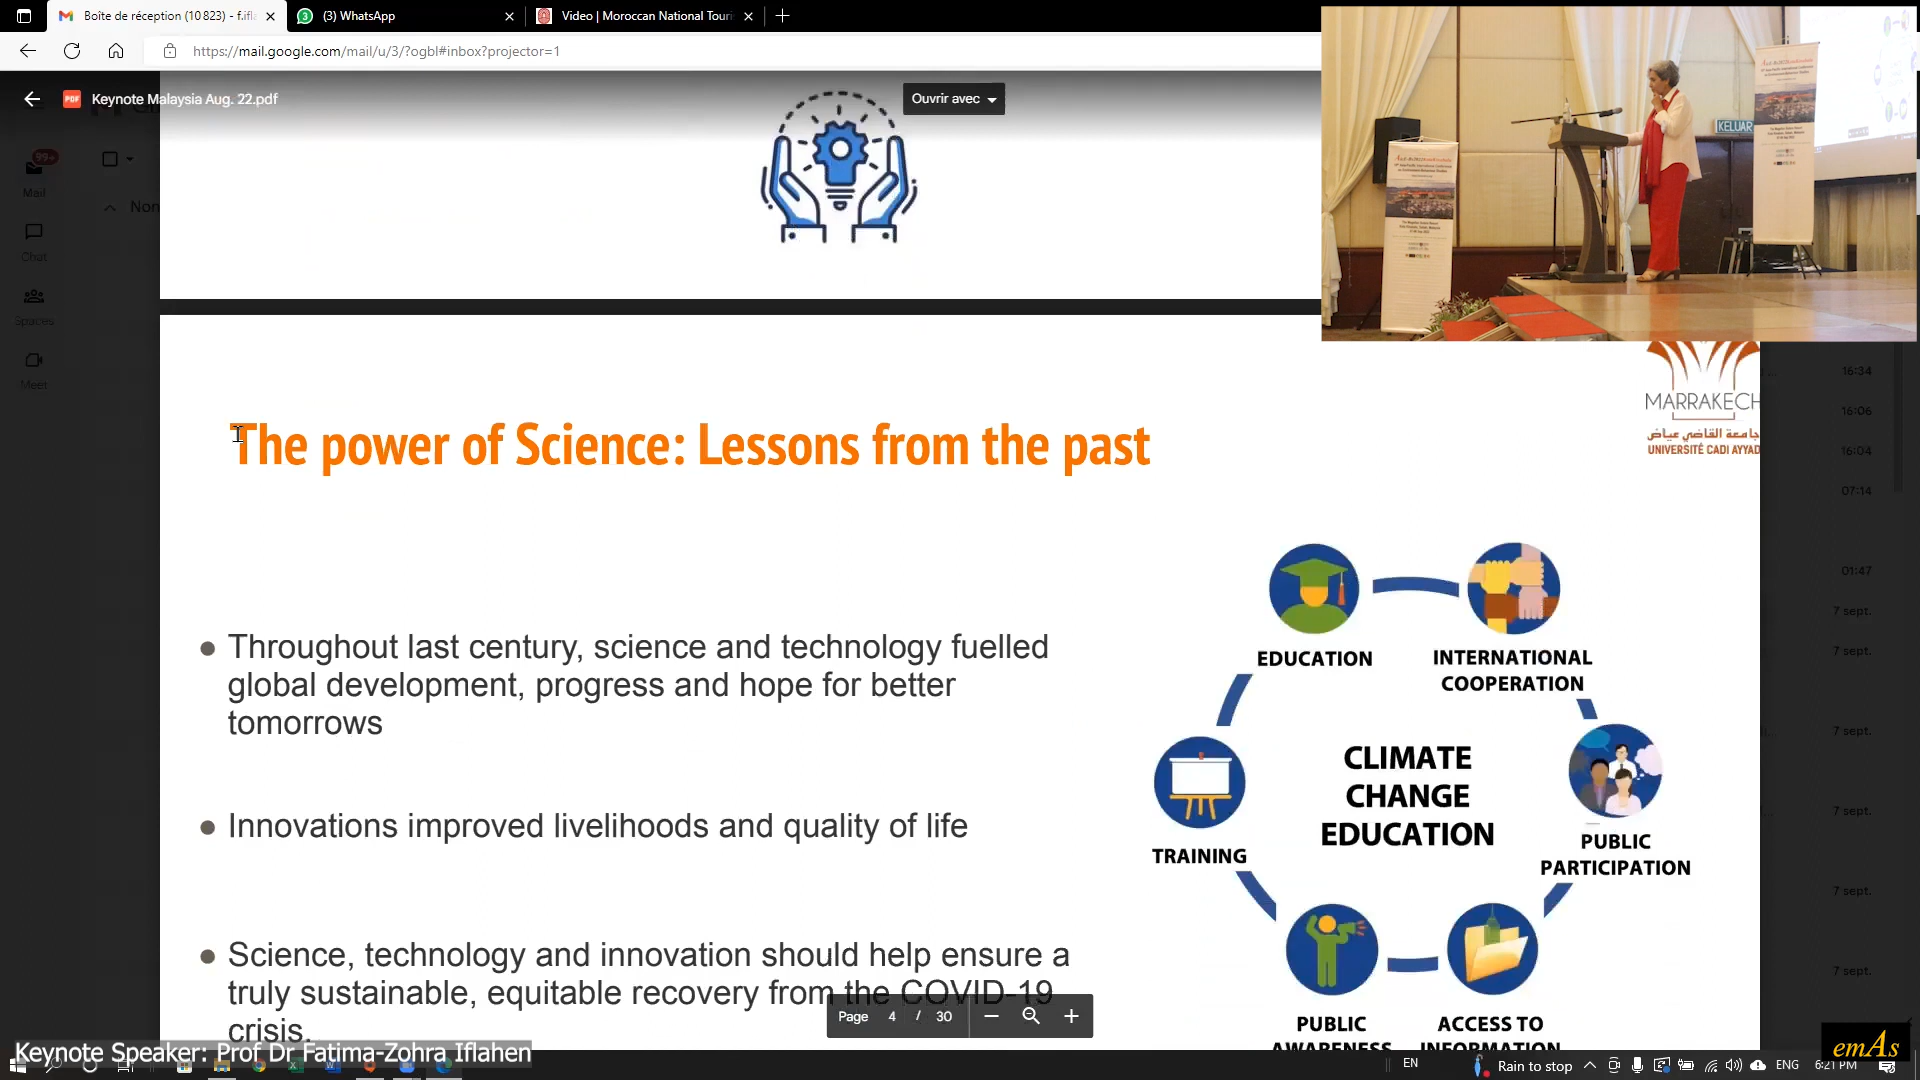 Boîte de réception (10 823) - f.ifla
(3) WhatsApp
Video | Moroccan National Touri
https://mail.google.com/mail/u/3/?ogbl#inbox?projector=1
PDF
Keynote Malaysia Aug. 22.pdf
Ouvrir avec
99+
Mail
Non
Chat
Spaces
Meet
KELUAR
MARRAKECH
جامعة القاضي عياض
UNIVERSITÉ CADI AYYAD
16:34
16:06
16:04
07:14
01:47
7 sept.
7 sept.
7 sept.
7 sept.
7 sept.
7 sept.
The power of Science: Lessons from the past
Throughout last century, science and technology fuelled
global development, progress and hope for better
tomorrows
Innovations improved livelihoods and quality of life
Science, technology and innovation should help ensure a
truly sustainable, equitable recovery from the COVID-19
crisis.
EDUCATION
INTERNATIONAL
COOPERATION
CLIMATE
CHANGE
EDUCATION
TRAINING
PUBLIC
PARTICIPATION
PUBLIC
AWARENESS
ACCESS TO
INFORMATION
Page 4 / 30
Keynote Speaker: Prof Dr Fatima-Zohra Iflahen
emAs
EN
Rain to stop
ENG
6:21 PM